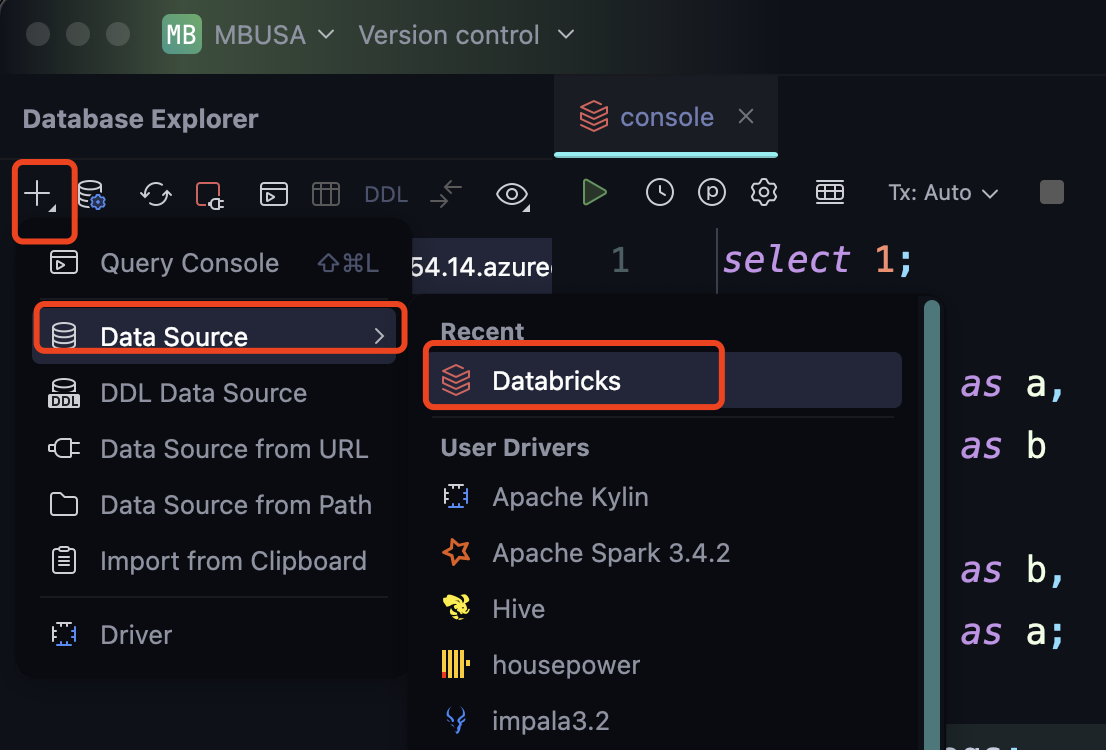 MB MBUSA Version control
Database Explorer
console
DDL
Tx: Auto
Query Console ⇧⌘L
54.14.azure
1 select 1;
Data Source
DDL Data Source
Data Source from URL
Data Source from Path
Import from Clipboard
Driver
Recent
Databricks
User Drivers
Apache Kylin
Apache Spark 3.4.2
Hive
housepower
impala3.2
as a,
as b
as b,
as a;